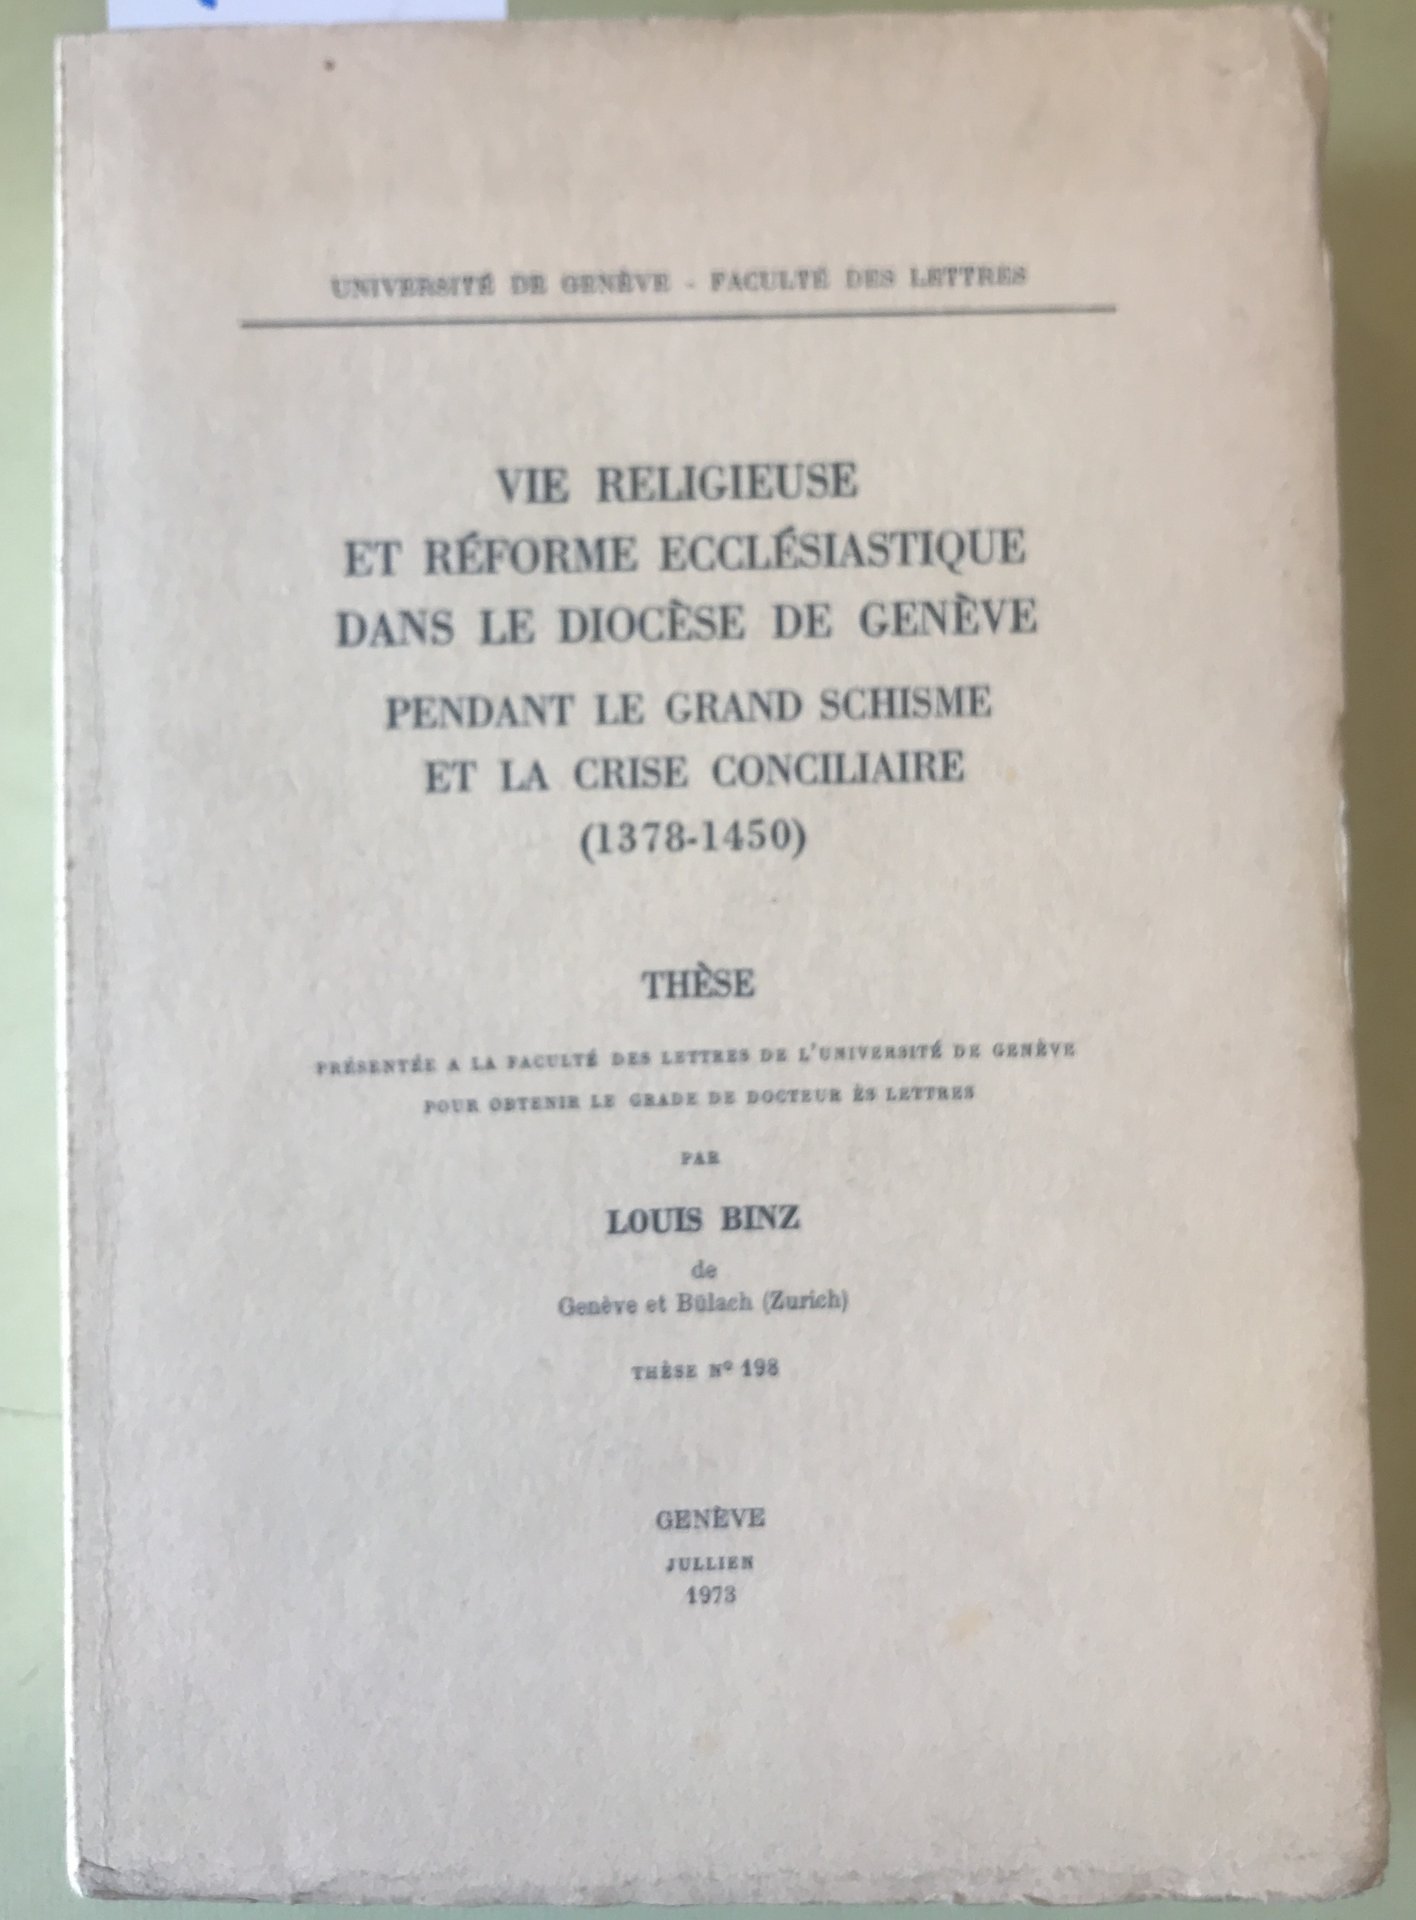 UNIVERSITÉ DE GENÈVE - FACULTÉ DES LETTRES
VIE RELIGIEUSE
ET RÉFORME ECCLÉSIASTIQUE
DANS LE DIOCÈSE DE GENÈVE
PENDANT LE GRAND SCHISME
ET LA CRISE CONCILIAIRE
(1378-1450)
THÈSE
PRÉSENTÉE A LA FACULTÉ DES LETTRES DE L'UNIVERSITÉ DE GENÈVE
POUR OBTENIR LE GRADE DE DOCTEUR ÈS LETTRES
PAR
LOUIS BINZ
de
Genève et Bülach (Zurich)
THÈSE Nº 198
GENÈVE
JULLIEN
1973